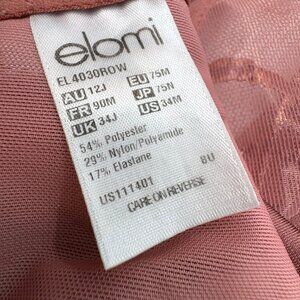 elomi
EL4030ROW
AU 12J EU 75M
FR 90M JP 75N
UK 34J US 34M
54% Polyester
29% Nylon/Polyamide
17% Elastane BU
US111401
CARE ON REVERSE